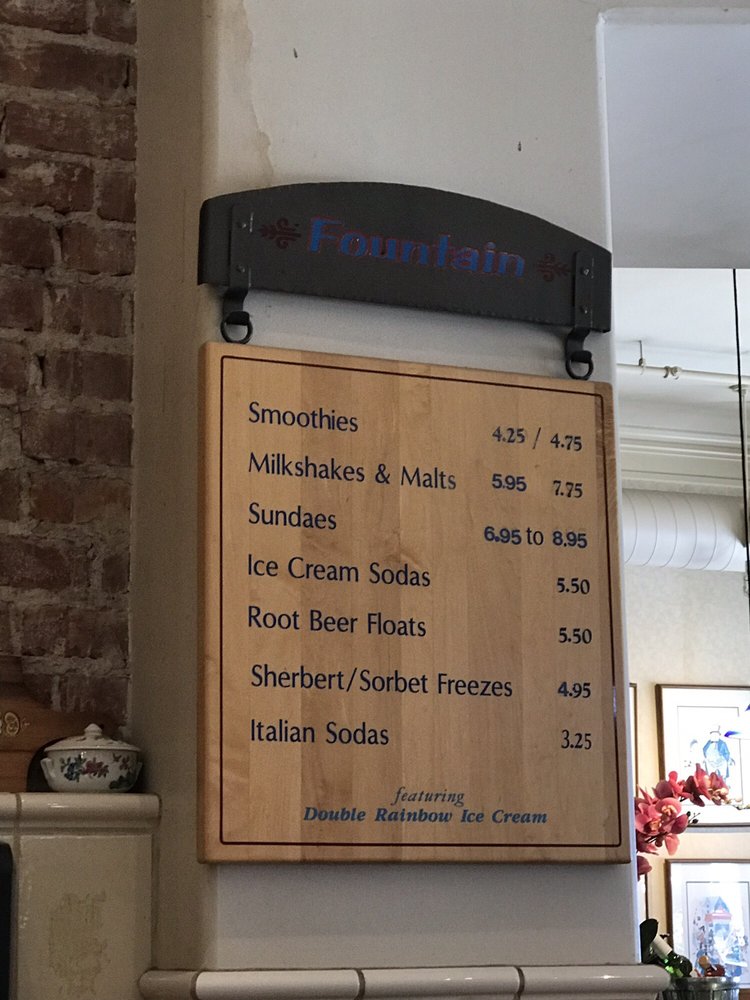 Fountain
Smoothies 4.25 / 4.75
Milkshakes & Malts 5.95 7.75
Sundaes 6.95 to 8.95
Ice Cream Sodas 5.50
Root Beer Floats 5.50
Sherbert/Sorbet Freezes 4.95
Italian Sodas 3.25
featuring
Double Rainbow Ice Cream